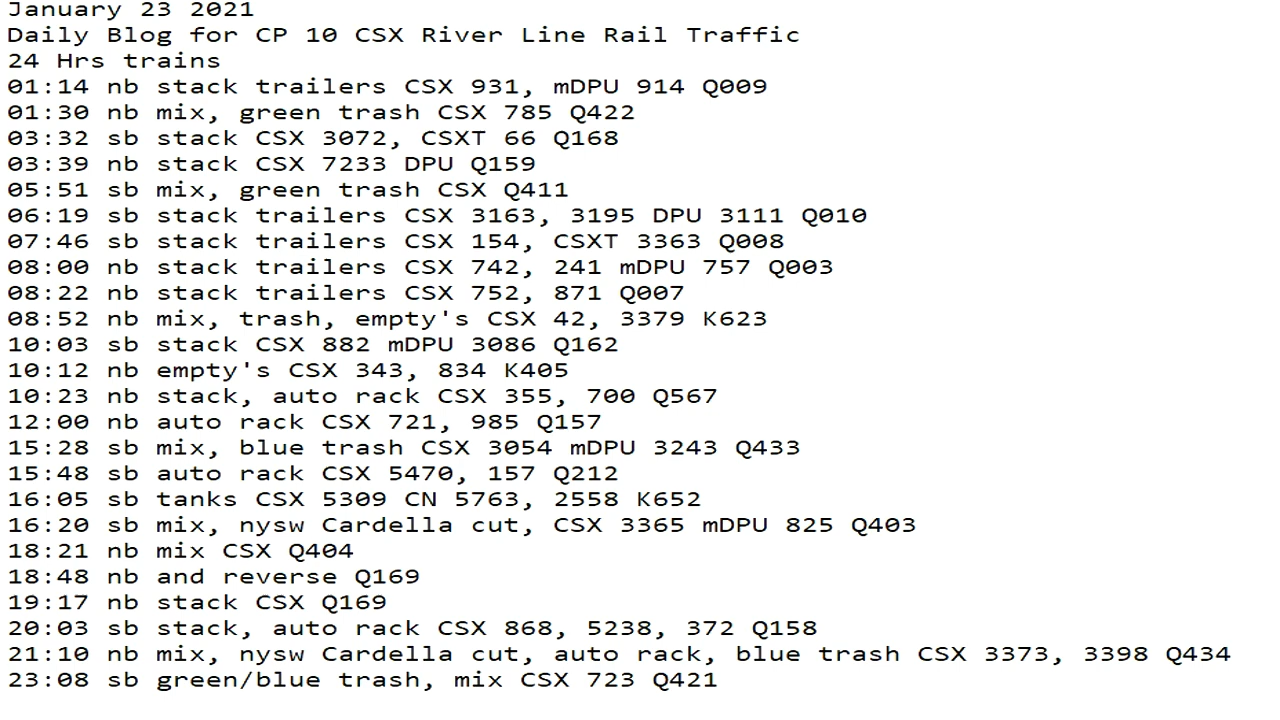 January 23 2021
Daily Blog for CP 10 CSX River Line Rail Traffic
24 Hrs trains
01:14 nb stack trailers CSX 931, mDPU 914 Q009
01:30 nb mix, green trash CSX 785 Q422
03:32 sb stack CSX 3072, CSXT 66 Q168
03:39 nb stack CSX 7233 DPU Q159
05:51 sb mix, green trash CSX Q411
06:19 sb stack trailers CSX 3163, 3195 DPU 3111 Q010
07:46 sb stack trailers CSX 154, CSXT 3363 Q008
08:00 nb stack trailers CSX 742, 241 mDPU 757 Q003
08:22 nb stack trailers CSX 752, 871 Q007
08:52 nb mix, trash, empty's CSX 42, 3379 K623
10:03 sb stack CSX 882 mDPU 3086 Q162
10:12 nb empty's CSX 343, 834 K405
10:23 nb stack, auto rack CSX 355, 700 Q567
12:00 nb auto rack CSX 721, 985 Q157
15:28 sb mix, blue trash CSX 3054 mDPU 3243 Q433
15:48 sb auto rack CSX 5470, 157 Q212
16:05 sb tanks CSX 5309 CN 5763, 2558 K652
16:20 sb mix, nysw Cardella cut, CSX 3365 mDPU 825 Q403
18:21 nb mix CSX Q404
18:48 nb and reverse Q169
19:17 nb stack CSX Q169
20:03 sb stack, auto rack CSX 868, 5238, 372 Q158
21:10 nb mix, nysw Cardella cut, auto rack, blue trash CSX 3373, 3398 Q434
23:08 sb green/blue trash, mix CSX 723 Q421